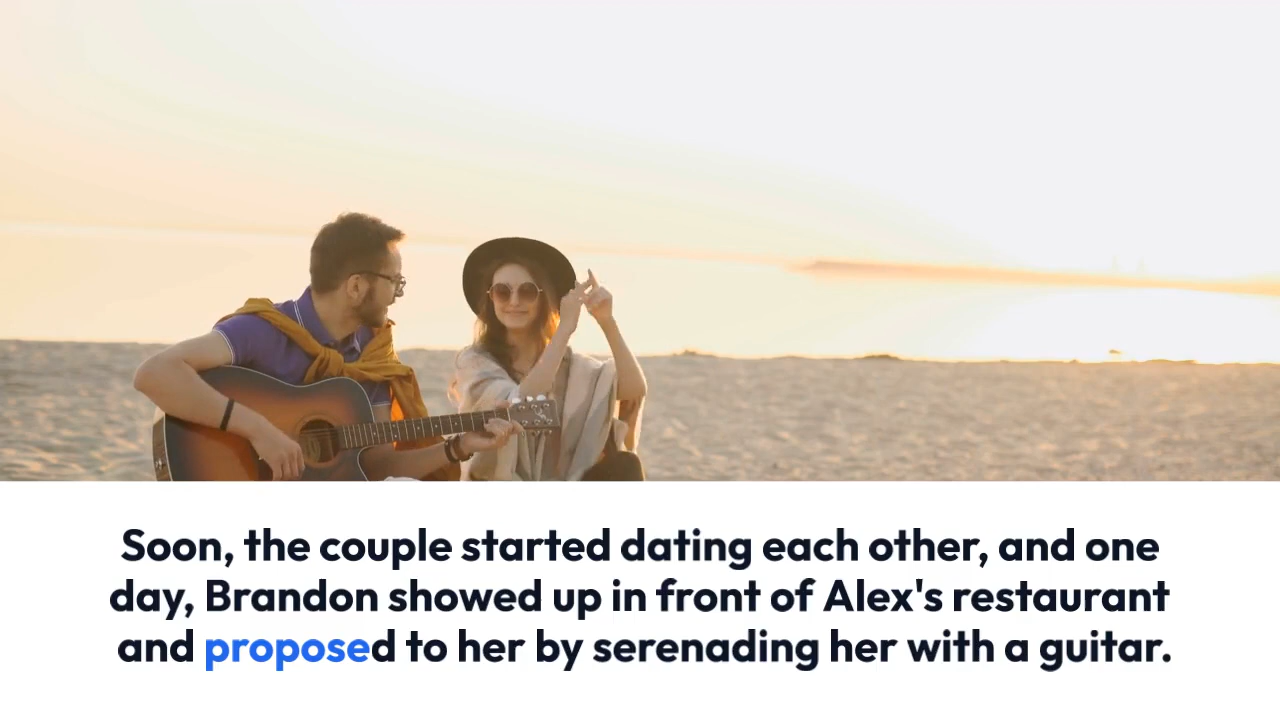 Soon, the couple started dating each other, and one
day, Brandon showed up in front of Alex's restaurant
and proposed to her by serenading her with a guitar.